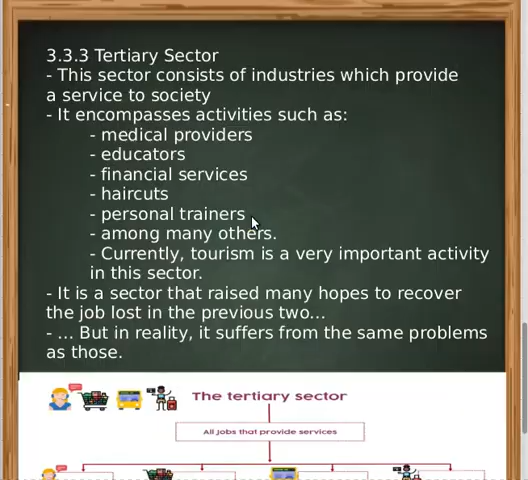 3.3.3 Tertiary Sector
- This sector consists of industries which provide
a service to society
- It encompasses activities such as:
- medical providers
- educators
- financial services
- haircuts
- personal trainers
- among many others.
- Currently, tourism is a very important activity
in this sector.
- It is a sector that raised many hopes to recover
the job lost in the previous two...
- ... But in reality, it suffers from the same problems
as those.
The tertiary sector
All jobs that provide services